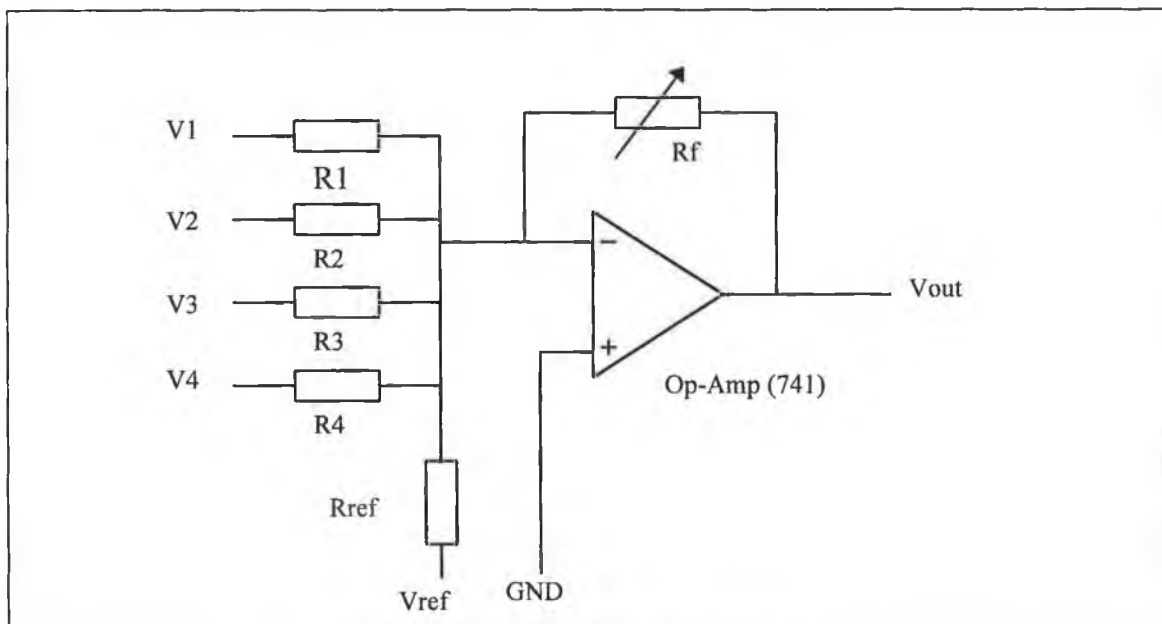 V1
R1
V2
R2
V3
R3
V4
R4
Rref
Vref
GND
Rf
−
+
Op-Amp (741)
Vout